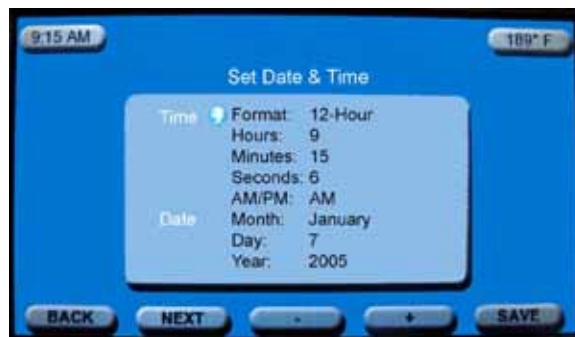 9:15 AM
189° F
Set Date & Time
Time Format: 12-Hour
Hours: 9
Minutes: 15
Seconds: 6
AM/PM: AM
Date Month: January
Day: 7
Year: 2005
BACK NEXT - + SAVE